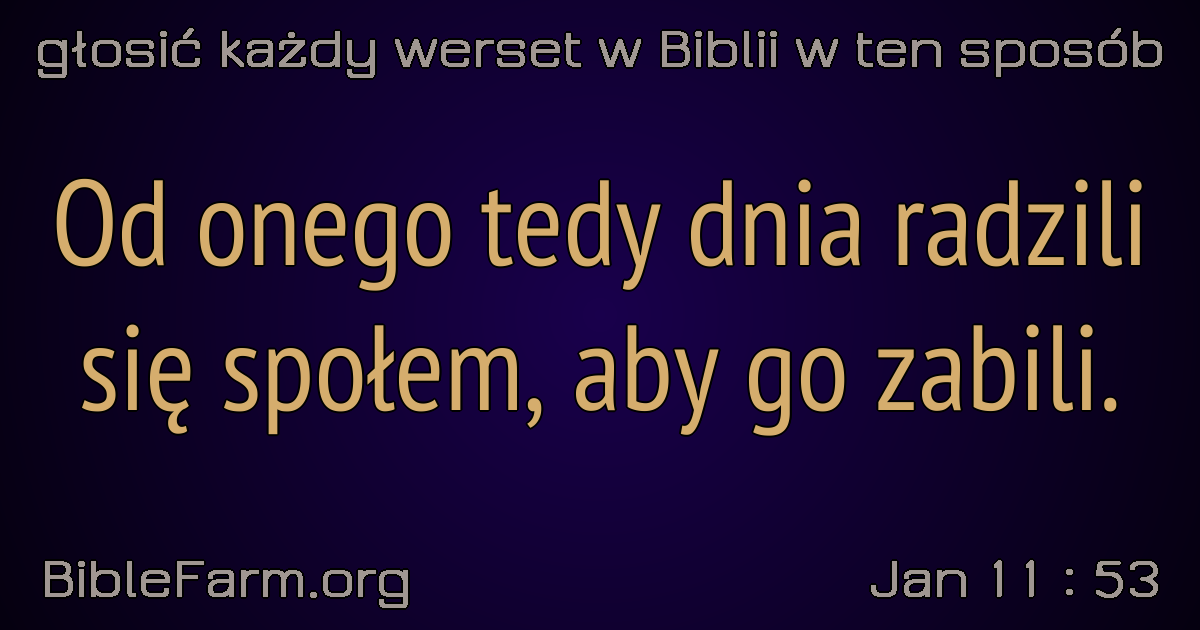 głosić każdy werset w Biblii w ten sposób
Od onego tedy dnia radzili
się społem, aby go zabili.
BibleFarm.org
Jan 11 : 53